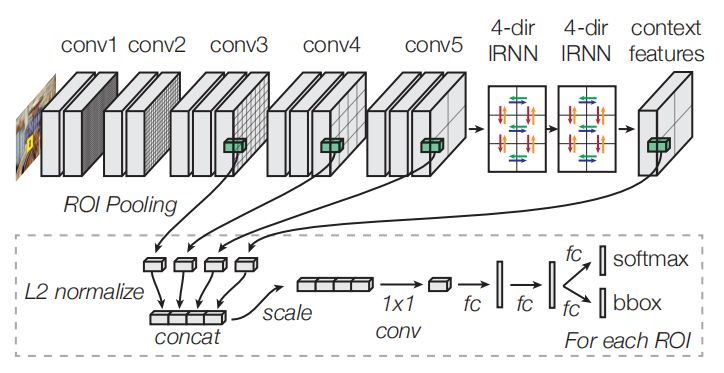 conv1 conv2 conv3 conv4 conv5
4-dir IRNN
4-dir IRNN
context features
ROI Pooling
L2 normalize
concat
scale
1x1 conv
fc
fc
fc
fc
softmax
bbox
For each ROI